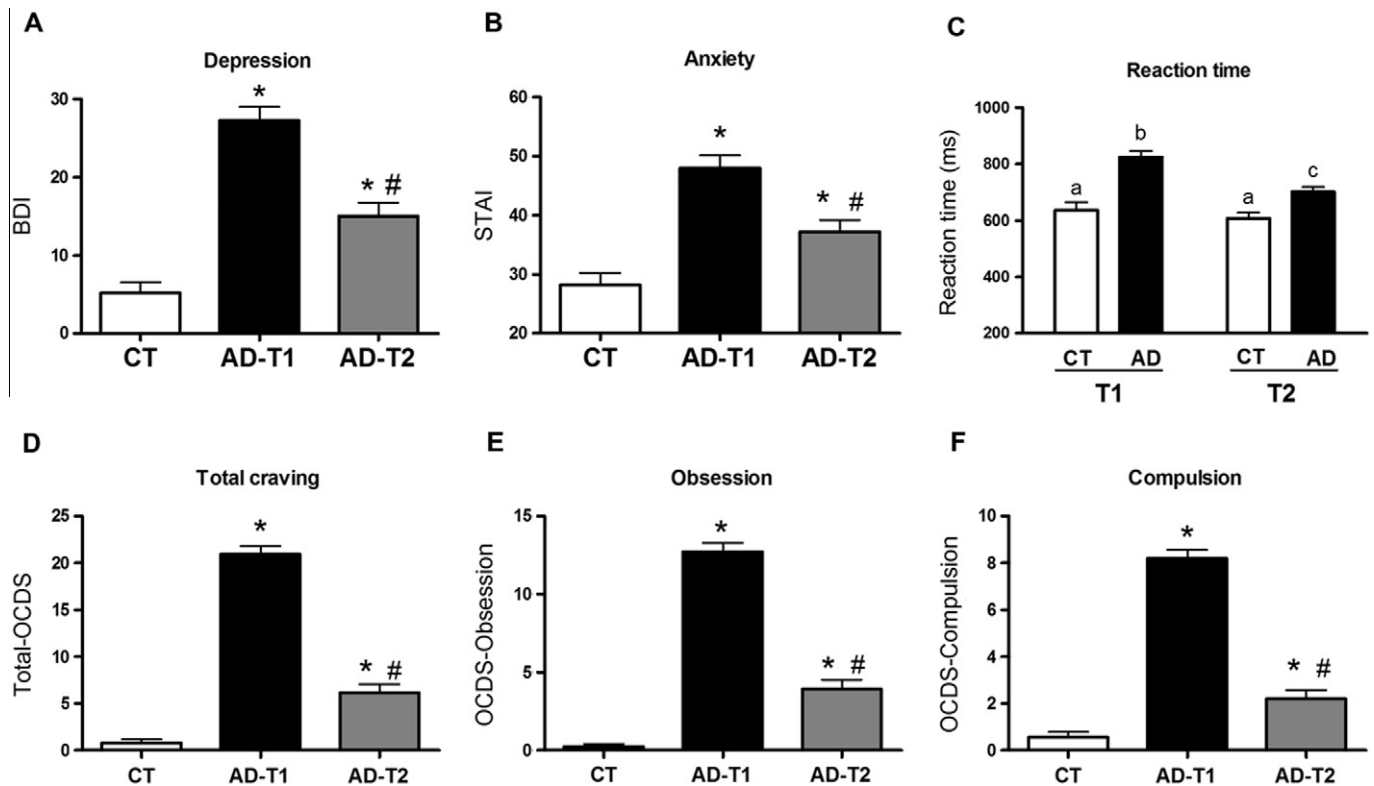 A
Depression
BDI
30
20
10
0
*
* #
CT AD-T1 AD-T2
B
Anxiety
STAI
60
50
40
30
20
*
* #
CT AD-T1 AD-T2
C
Reaction time
Reaction time (ms)
1000
800
600
400
200
a b a c
CT AD CT AD
T1 T2
D
Total craving
Total-OCDS
25
20
15
10
5
0
*
* #
CT AD-T1 AD-T2
E
Obsession
OCDS-Obsession
15
10
5
0
*
* #
CT AD-T1 AD-T2
F
Compulsion
OCDS-Compulsion
10
8
6
4
2
0
*
* #
CT AD-T1 AD-T2